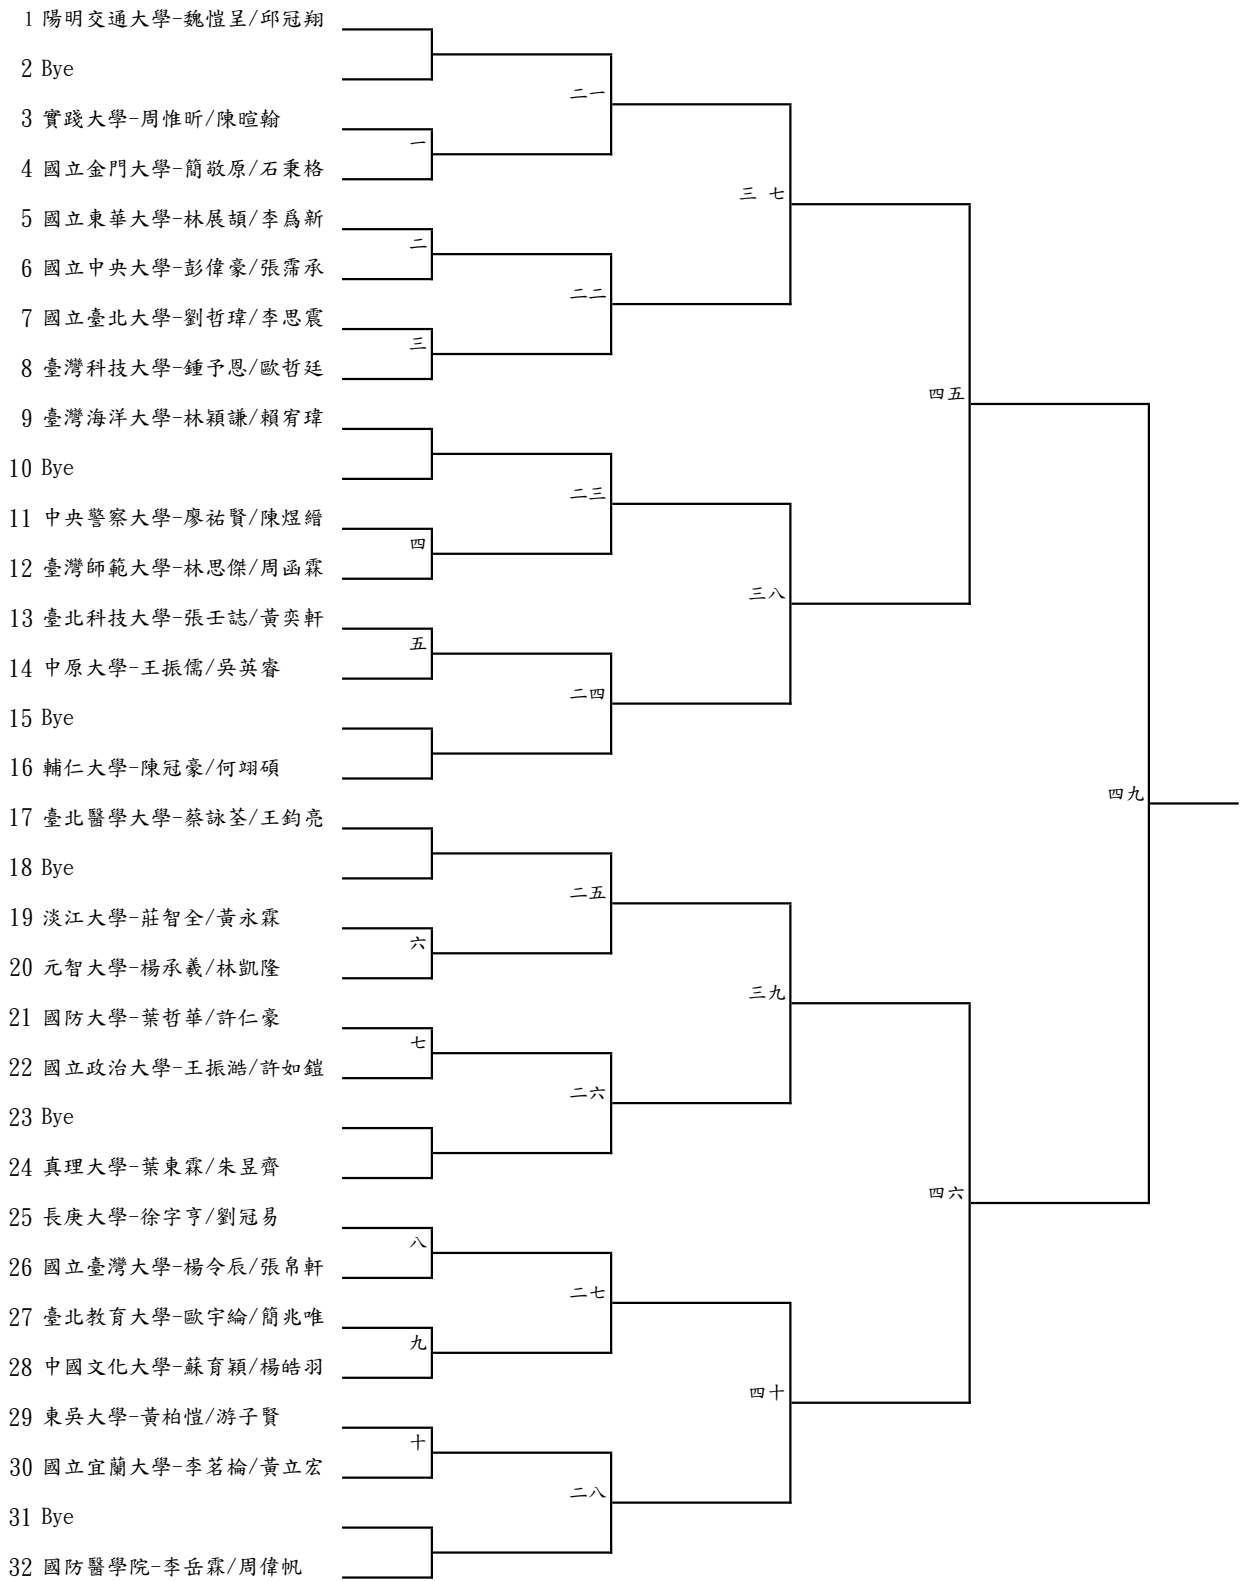 1 陽明交通大學-魏愷呈/邱冠翔
2 Bye
二一
3 實踐大學-周惟昕/陳暄翰
一
4 國立金門大學-簡敬原/石秉格
三 七
5 國立東華大學-林展頡/李爲新
二
6 國立中央大學-彭偉豪/張霈承
二二
7 國立臺北大學-劉哲瑋/李思震
三
8 臺灣科技大學-鍾予恩/歐哲廷
四五
9 臺灣海洋大學-林穎謙/賴宥瑋
10 Bye
二三
11 中央警察大學-廖祐賢/陳煜縉
四
12 臺灣師範大學-林思傑/周函霖
三八
13 臺北科技大學-張壬誌/黃奕軒
五
14 中原大學-王振儒/吳英睿
二四
15 Bye
16 輔仁大學-陳冠豪/何翊碩
四九
17 臺北醫學大學-蔡詠荃/王鈞亮
18 Bye
二五
19 淡江大學-莊智全/黃永霖
六
20 元智大學-楊承羲/林凱隆
三九
21 國防大學-葉哲華/許仁豪
七
22 國立政治大學-王振澔/許如鎧
二六
23 Bye
24 真理大學-葉東霖/朱昱齊
四六
25 長庚大學-徐字亨/劉冠易
八
26 國立臺灣大學-楊令辰/張帛軒
二七
27 臺北教育大學-歐宇綸/簡兆唯
九
28 中國文化大學-蘇育穎/楊皓羽
四十
29 東吳大學-黃柏愷/游子賢
十
30 國立宜蘭大學-李茗棆/黃立宏
二八
31 Bye
32 國防醫學院-李岳霖/周偉帆